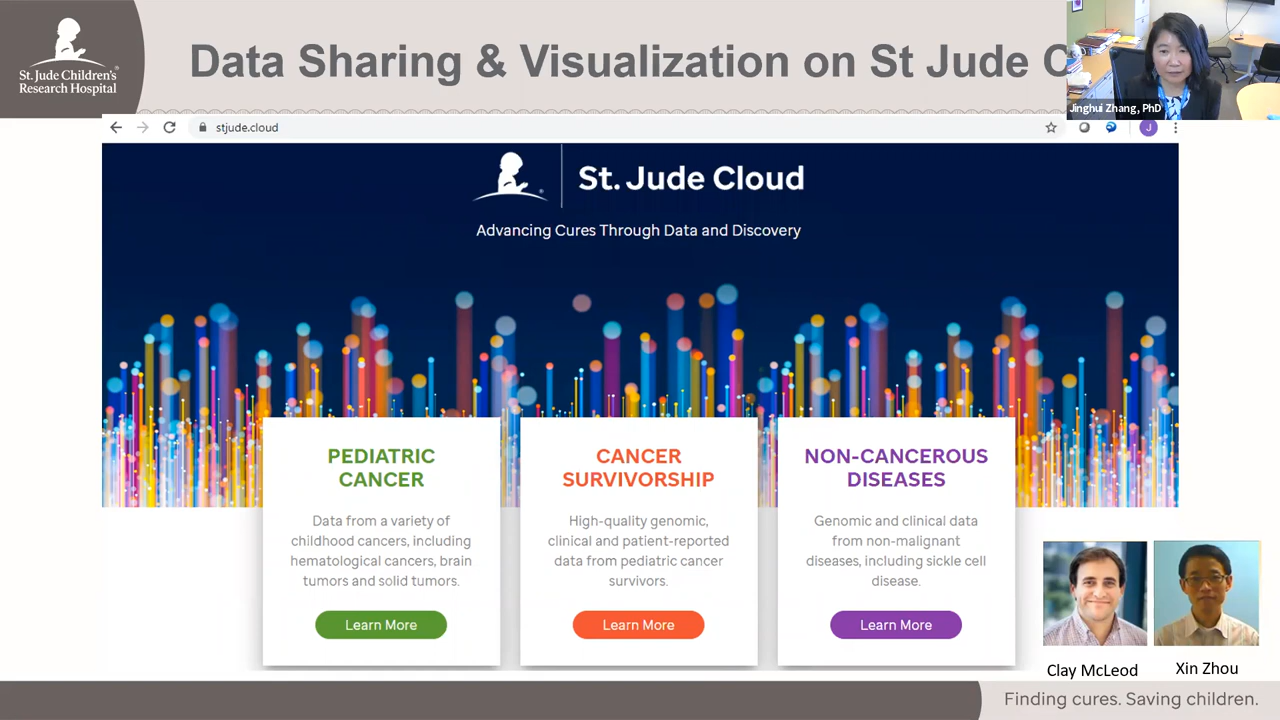 St. Jude Children's
Research Hospital
Data Sharing & Visualization on St Jude C
Jinghui Zhang, PhD
stjude.cloud
J
St. Jude Cloud
Advancing Cures Through Data and Discovery
PEDIATRIC
CANCER
Data from a variety of
childhood cancers, including
hematological cancers, brain
tumors and solid tumors.
Learn More
CANCER
SURVIVORSHIP
High-quality genomic,
clinical and patient-reported
data from pediatric cancer
survivors.
Learn More
NON-CANCEROUS
DISEASES
Genomic and clinical data
from non-malignant
diseases, including sickle cell
disease.
Learn More
Clay McLeod
Xin Zhou
Finding cures. Saving children.